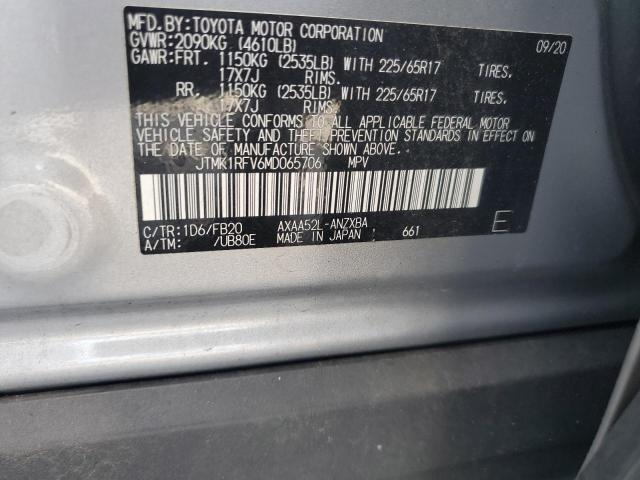 MFD.BY:TOYOTA MOTOR CORPORATION 09/20
GVWR:2090KG (4610LB)
GAWR:FRT. 1150KG (2535LB) WITH 225/65R17 TIRES.
17X7J RIMS.
RR. 1150KG (2535LB) WITH 225/65R17 TIRES.
17X7J RIMS.
THIS VEHICLE CONFORMS TO ALL APPLICABLE FEDERAL MOTOR
VEHICLE SAFETY AND THEFT PREVENTION STANDARDS IN EFFECT ON
THE DATE OF MANUFACTURE SHOWN ABOVE.
JTMK1RFV6MD065706 MPV
C/TR:1D6/FB20 AXAA52L-ANZXBA
A/TM: /UB80E MADE IN JAPAN 661 E